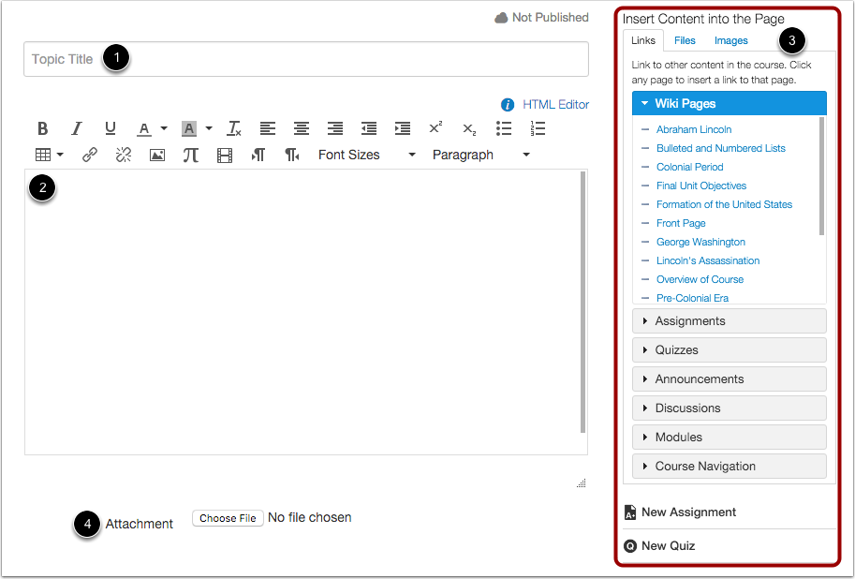 Not Published
Topic Title 1
HTML Editor
B I U A A Tx x² x₂
π Font Sizes Paragraph
2
4 Attachment Choose File No file chosen
Insert Content into the Page
Links Files Images 3
Link to other content in the course. Click
any page to insert a link to that page.
Wiki Pages
Abraham Lincoln
Bulleted and Numbered Lists
Colonial Period
Final Unit Objectives
Formation of the United States
Front Page
George Washington
Lincoln's Assassination
Overview of Course
Pre-Colonial Era
Assignments
Quizzes
Announcements
Discussions
Modules
Course Navigation
New Assignment
New Quiz